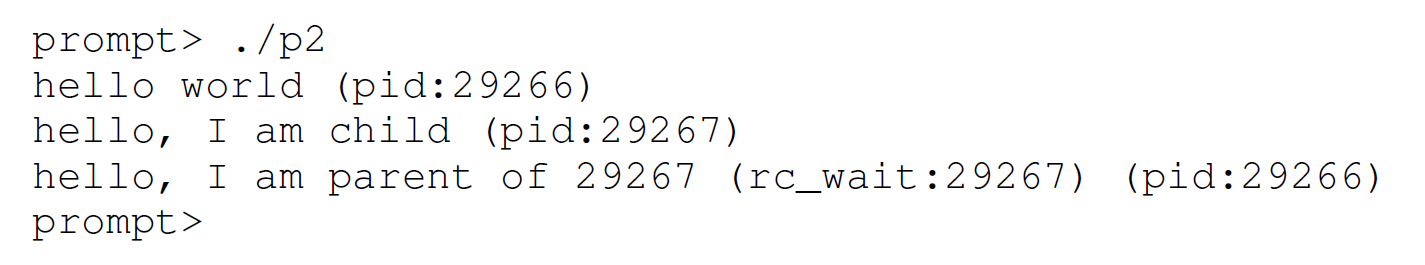 prompt> ./p2
hello world (pid:29266)
hello, I am child (pid:29267)
hello, I am parent of 29267 (rc_wait:29267) (pid:29266)
prompt>